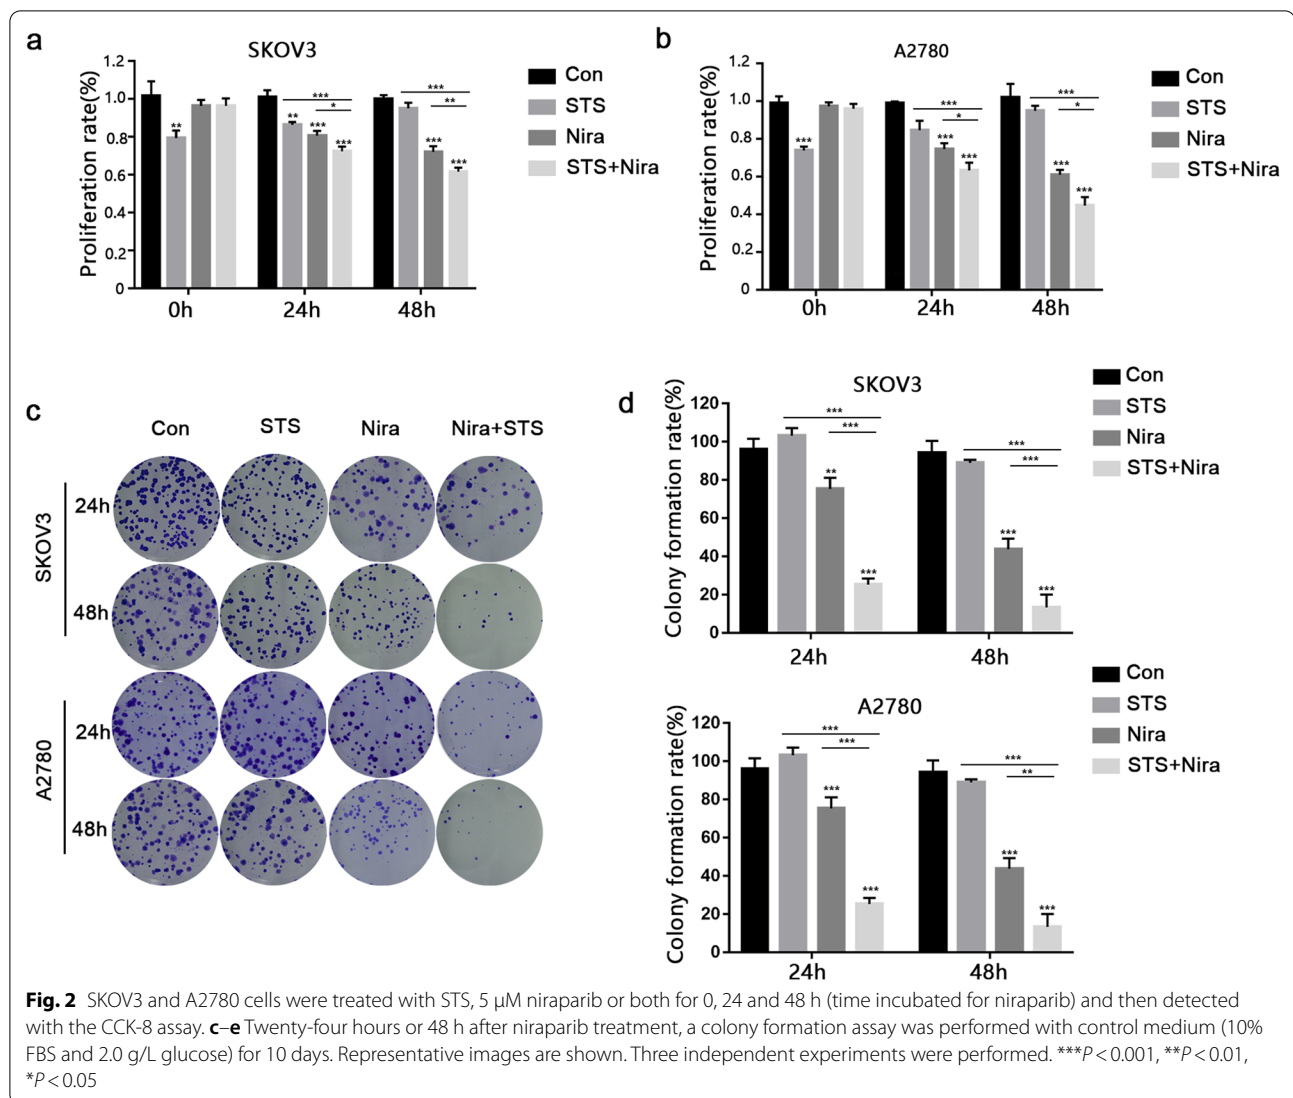 a
SKOV3
Proliferation rate(%)
1.2
1.0
0.8
0.6
0.4
0.2
0
**
** *** ***
***
*
*** ***
***
**
0h 24h 48h
Con
STS
Nira
STS+Nira
b
A2780
Proliferation rate(%)
1.2
1.0
0.8
0.6
0.4
0.2
0
***
*** ***
***
*
*** ***
***
*
0h 24h 48h
Con
STS
Nira
STS+Nira
c
Con STS Nira Nira+STS
SKOV3
24h
48h
A2780
24h
48h
d
SKOV3
Colony formation rate(%)
120
100
80
60
40
20
0
***
***
** ***
***
***
*** ***
24h 48h
Con
STS
Nira
STS+Nira
A2780
Colony formation rate(%)
120
100
80
60
40
20
0
***
***
*** ***
***
**
*** ***
24h 48h
Con
STS
Nira
STS+Nira
Fig. 2 SKOV3 and A2780 cells were treated with STS, 5 μM niraparib or both for 0, 24 and 48 h (time incubated for niraparib) and then detected
with the CCK-8 assay. c–e Twenty-four hours or 48 h after niraparib treatment, a colony formation assay was performed with control medium (10%
FBS and 2.0 g/L glucose) for 10 days. Representative images are shown. Three independent experiments were performed. ***P < 0.001, **P < 0.01,
*P < 0.05